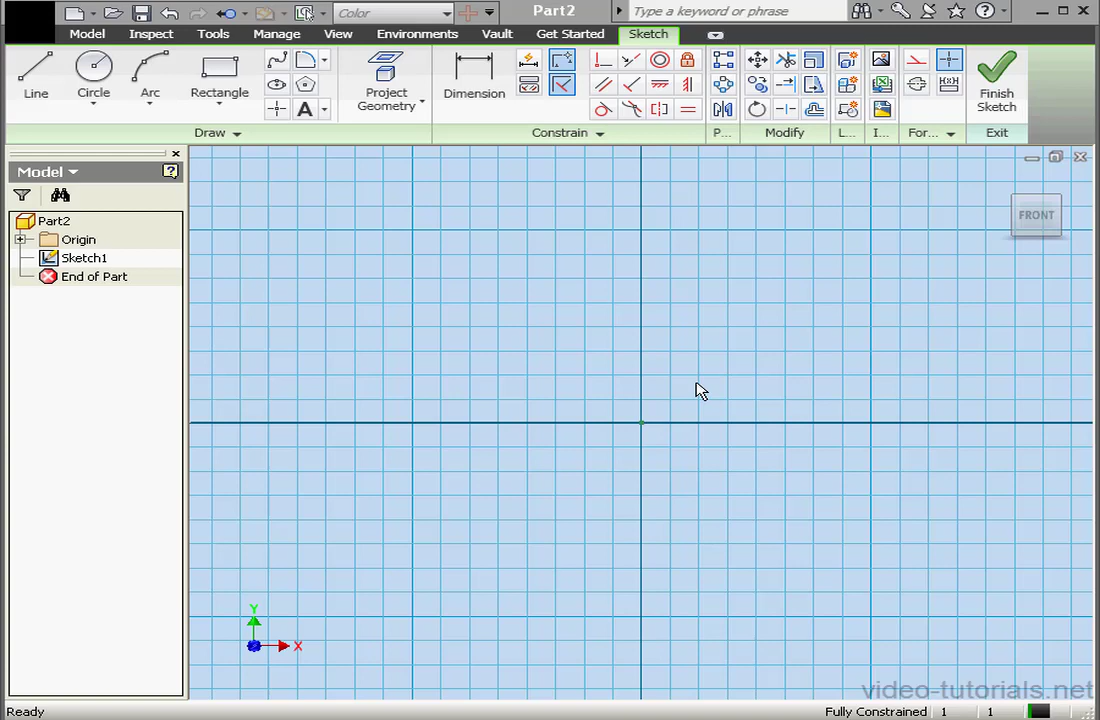 Color
Part2
Type a keyword or phrase
Model
Inspect
Tools
Manage
View
Environments
Vault
Get Started
Sketch
Line
Circle
Arc
Rectangle
Project
Geometry
Dimension
Finish
Sketch
Draw
Constrain
P...
Modify
L...
I...
For...
Exit
Model
Part2
Origin
Sketch1
End of Part
FRONT
Y
X
video-tutorials.net
Ready
Fully Constrained
1
1